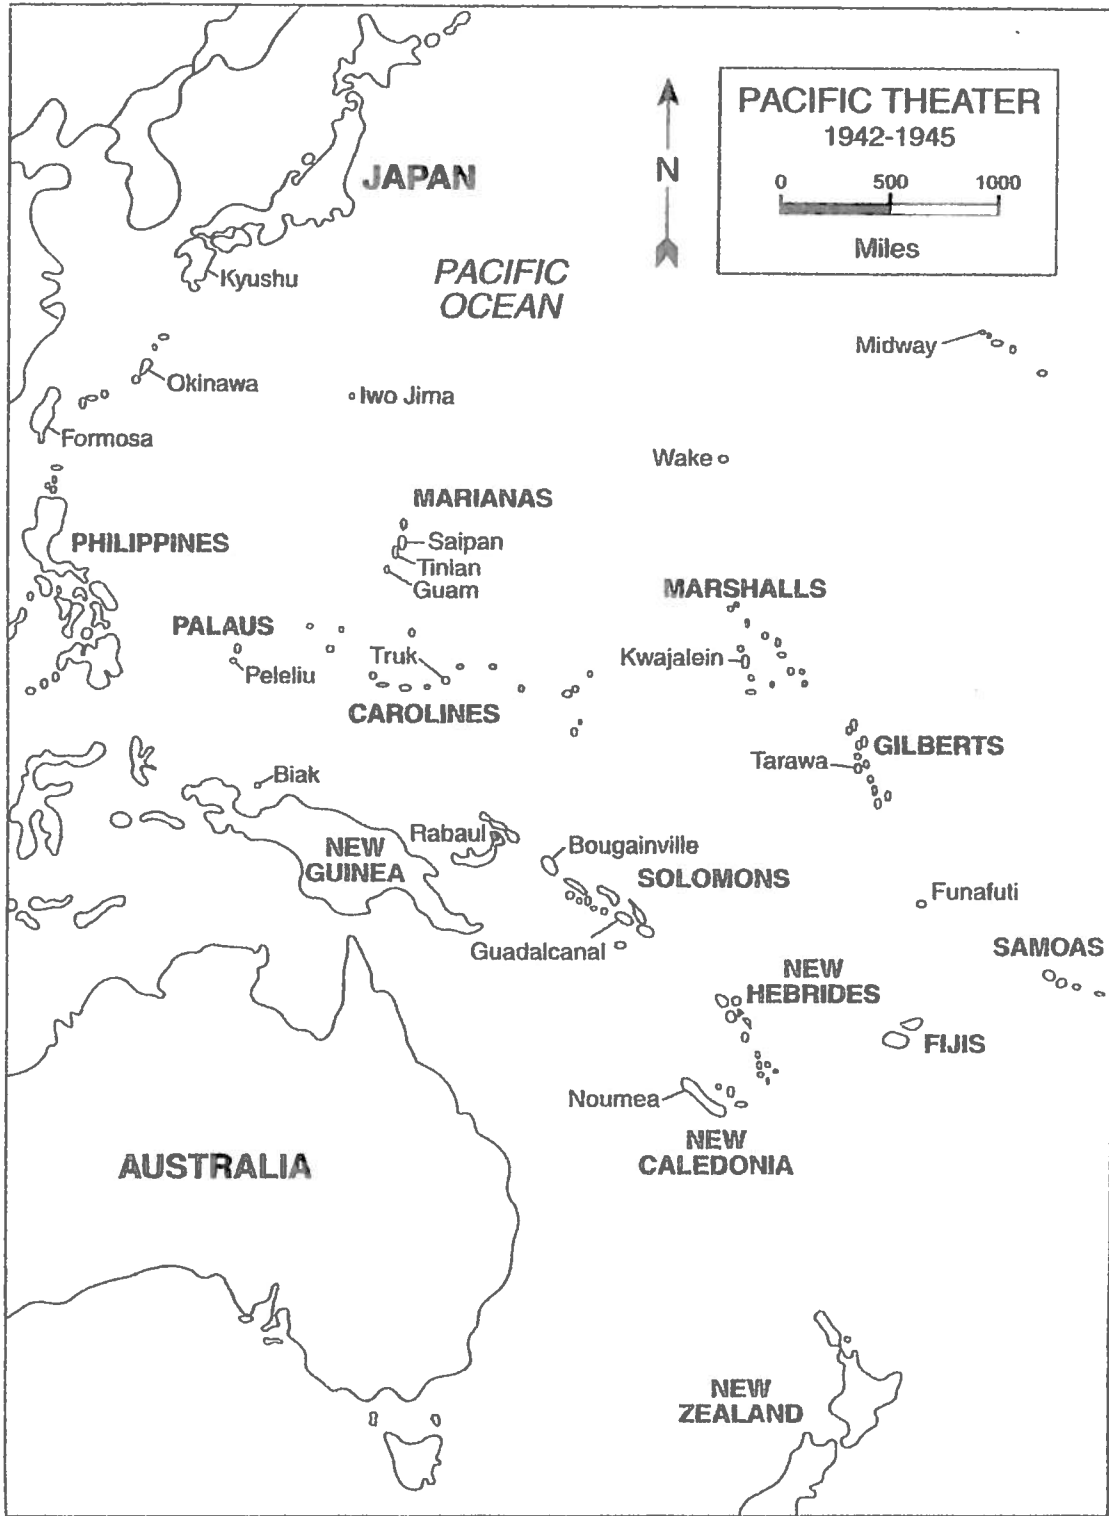 PACIFIC THEATER
1942-1945
0 500 1000
Miles
N
JAPAN
Kyushu
PACIFIC
OCEAN
Midway
Okinawa
Iwo Jima
Formosa
Wake
MARIANAS
PHILIPPINES
Saipan
Tinian
Guam
MARSHALLS
PALAUS
Truk
Kwajalein
Peleliu
CAROLINES
GILBERTS
Tarawa
Biak
Rabaul
Bougainville
NEW
GUINEA
SOLOMONS
Funafuti
Guadalcanal
SAMOAS
NEW
HEBRIDES
FIJIS
Noumea
NEW
CALEDONIA
AUSTRALIA
NEW
ZEALAND